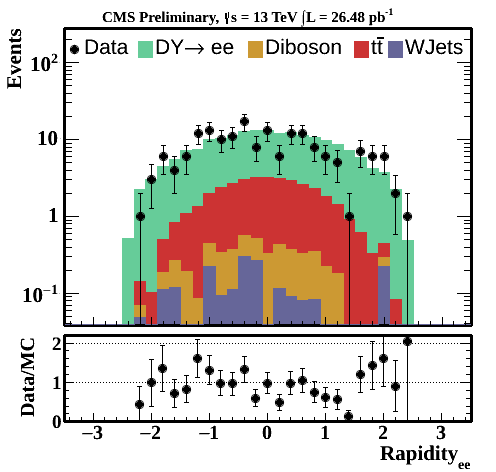 CMS Preliminary, √s = 13 TeV ∫L = 26.48 pb⁻¹
Events
Data DY→ ee Diboson tt̄ WJets
10²
10
1
10⁻¹
Data/MC
2
1
0
−3 −2 −1 0 1 2 3
Rapidity_ee